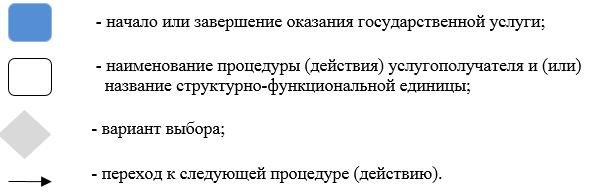 - начало или завершение оказания государственной услуги;
- наименование процедуры (действия) услугополучателя и (или)
название структурно-функциональной единицы;
- вариант выбора;
- переход к следующей процедуре (действию).